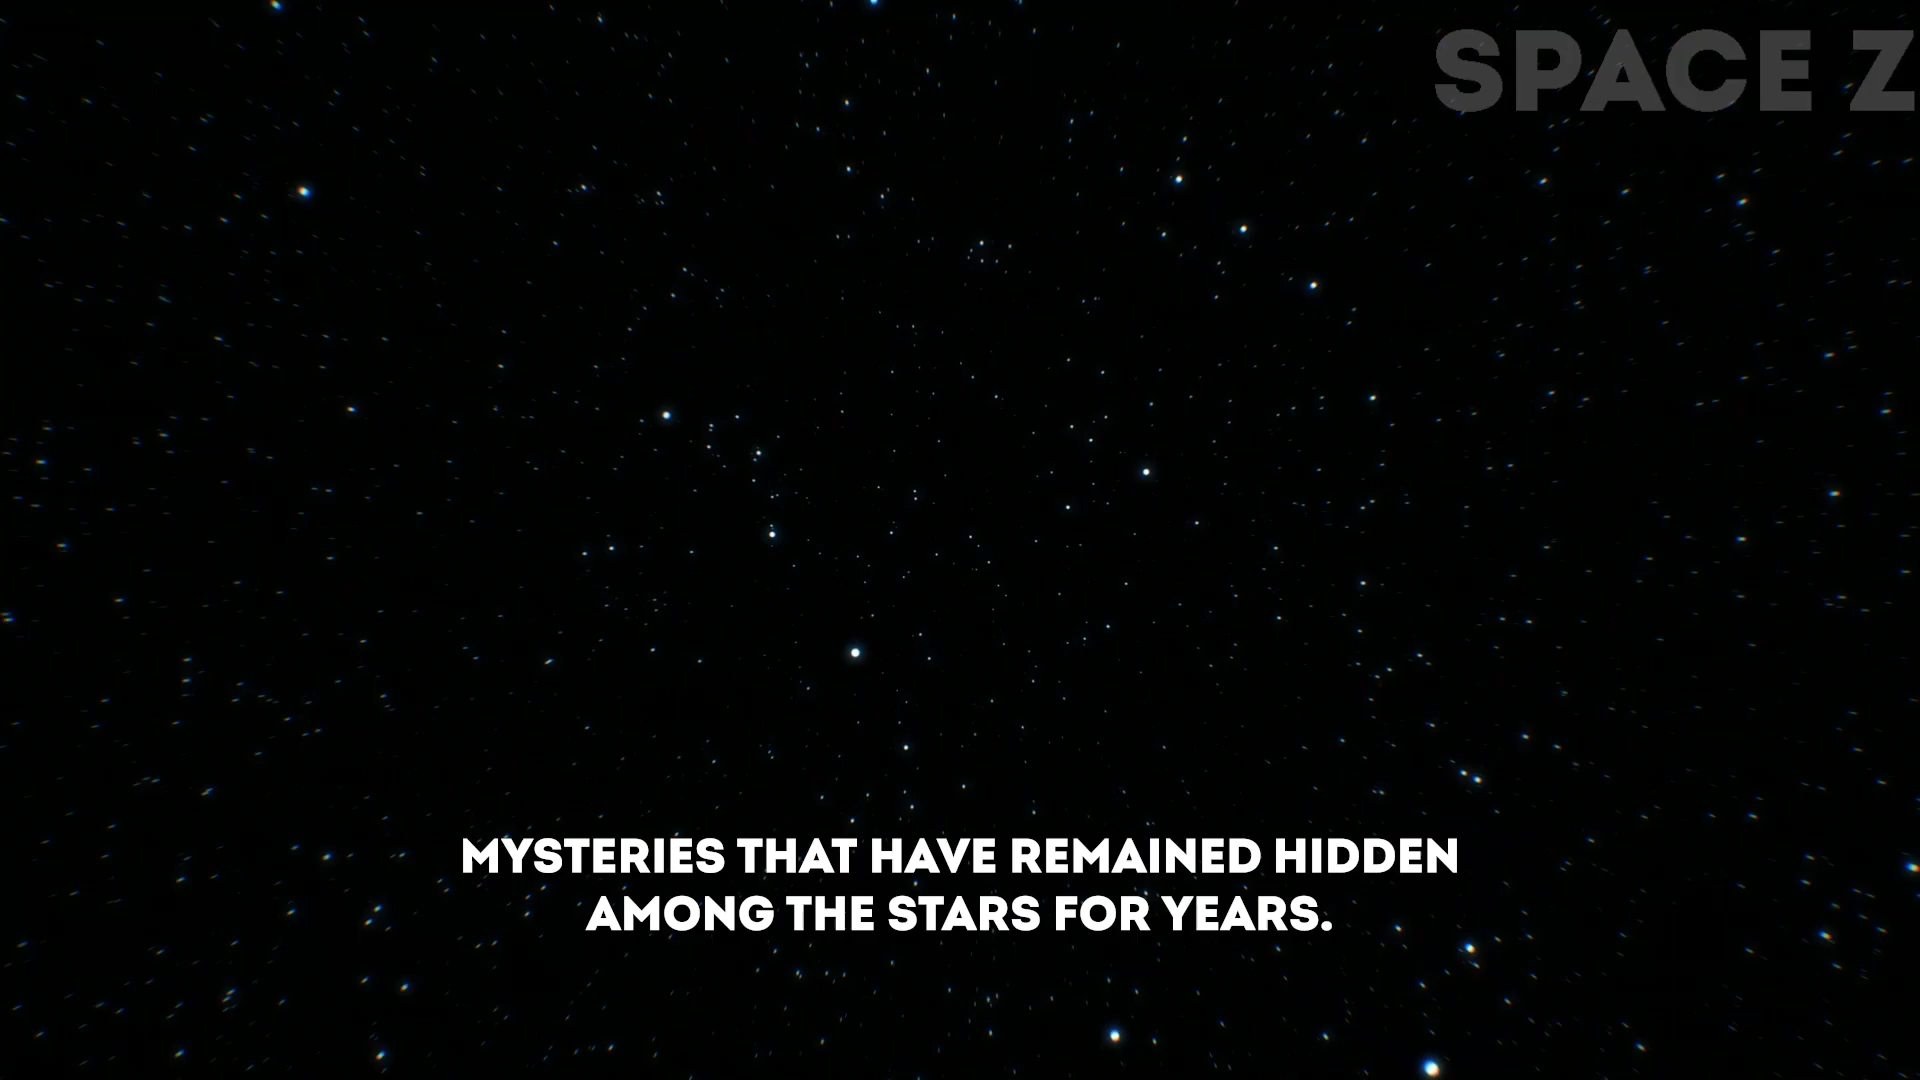 SPACE Z
MYSTERIES THAT HAVE REMAINED HIDDEN
AMONG THE STARS FOR YEARS.